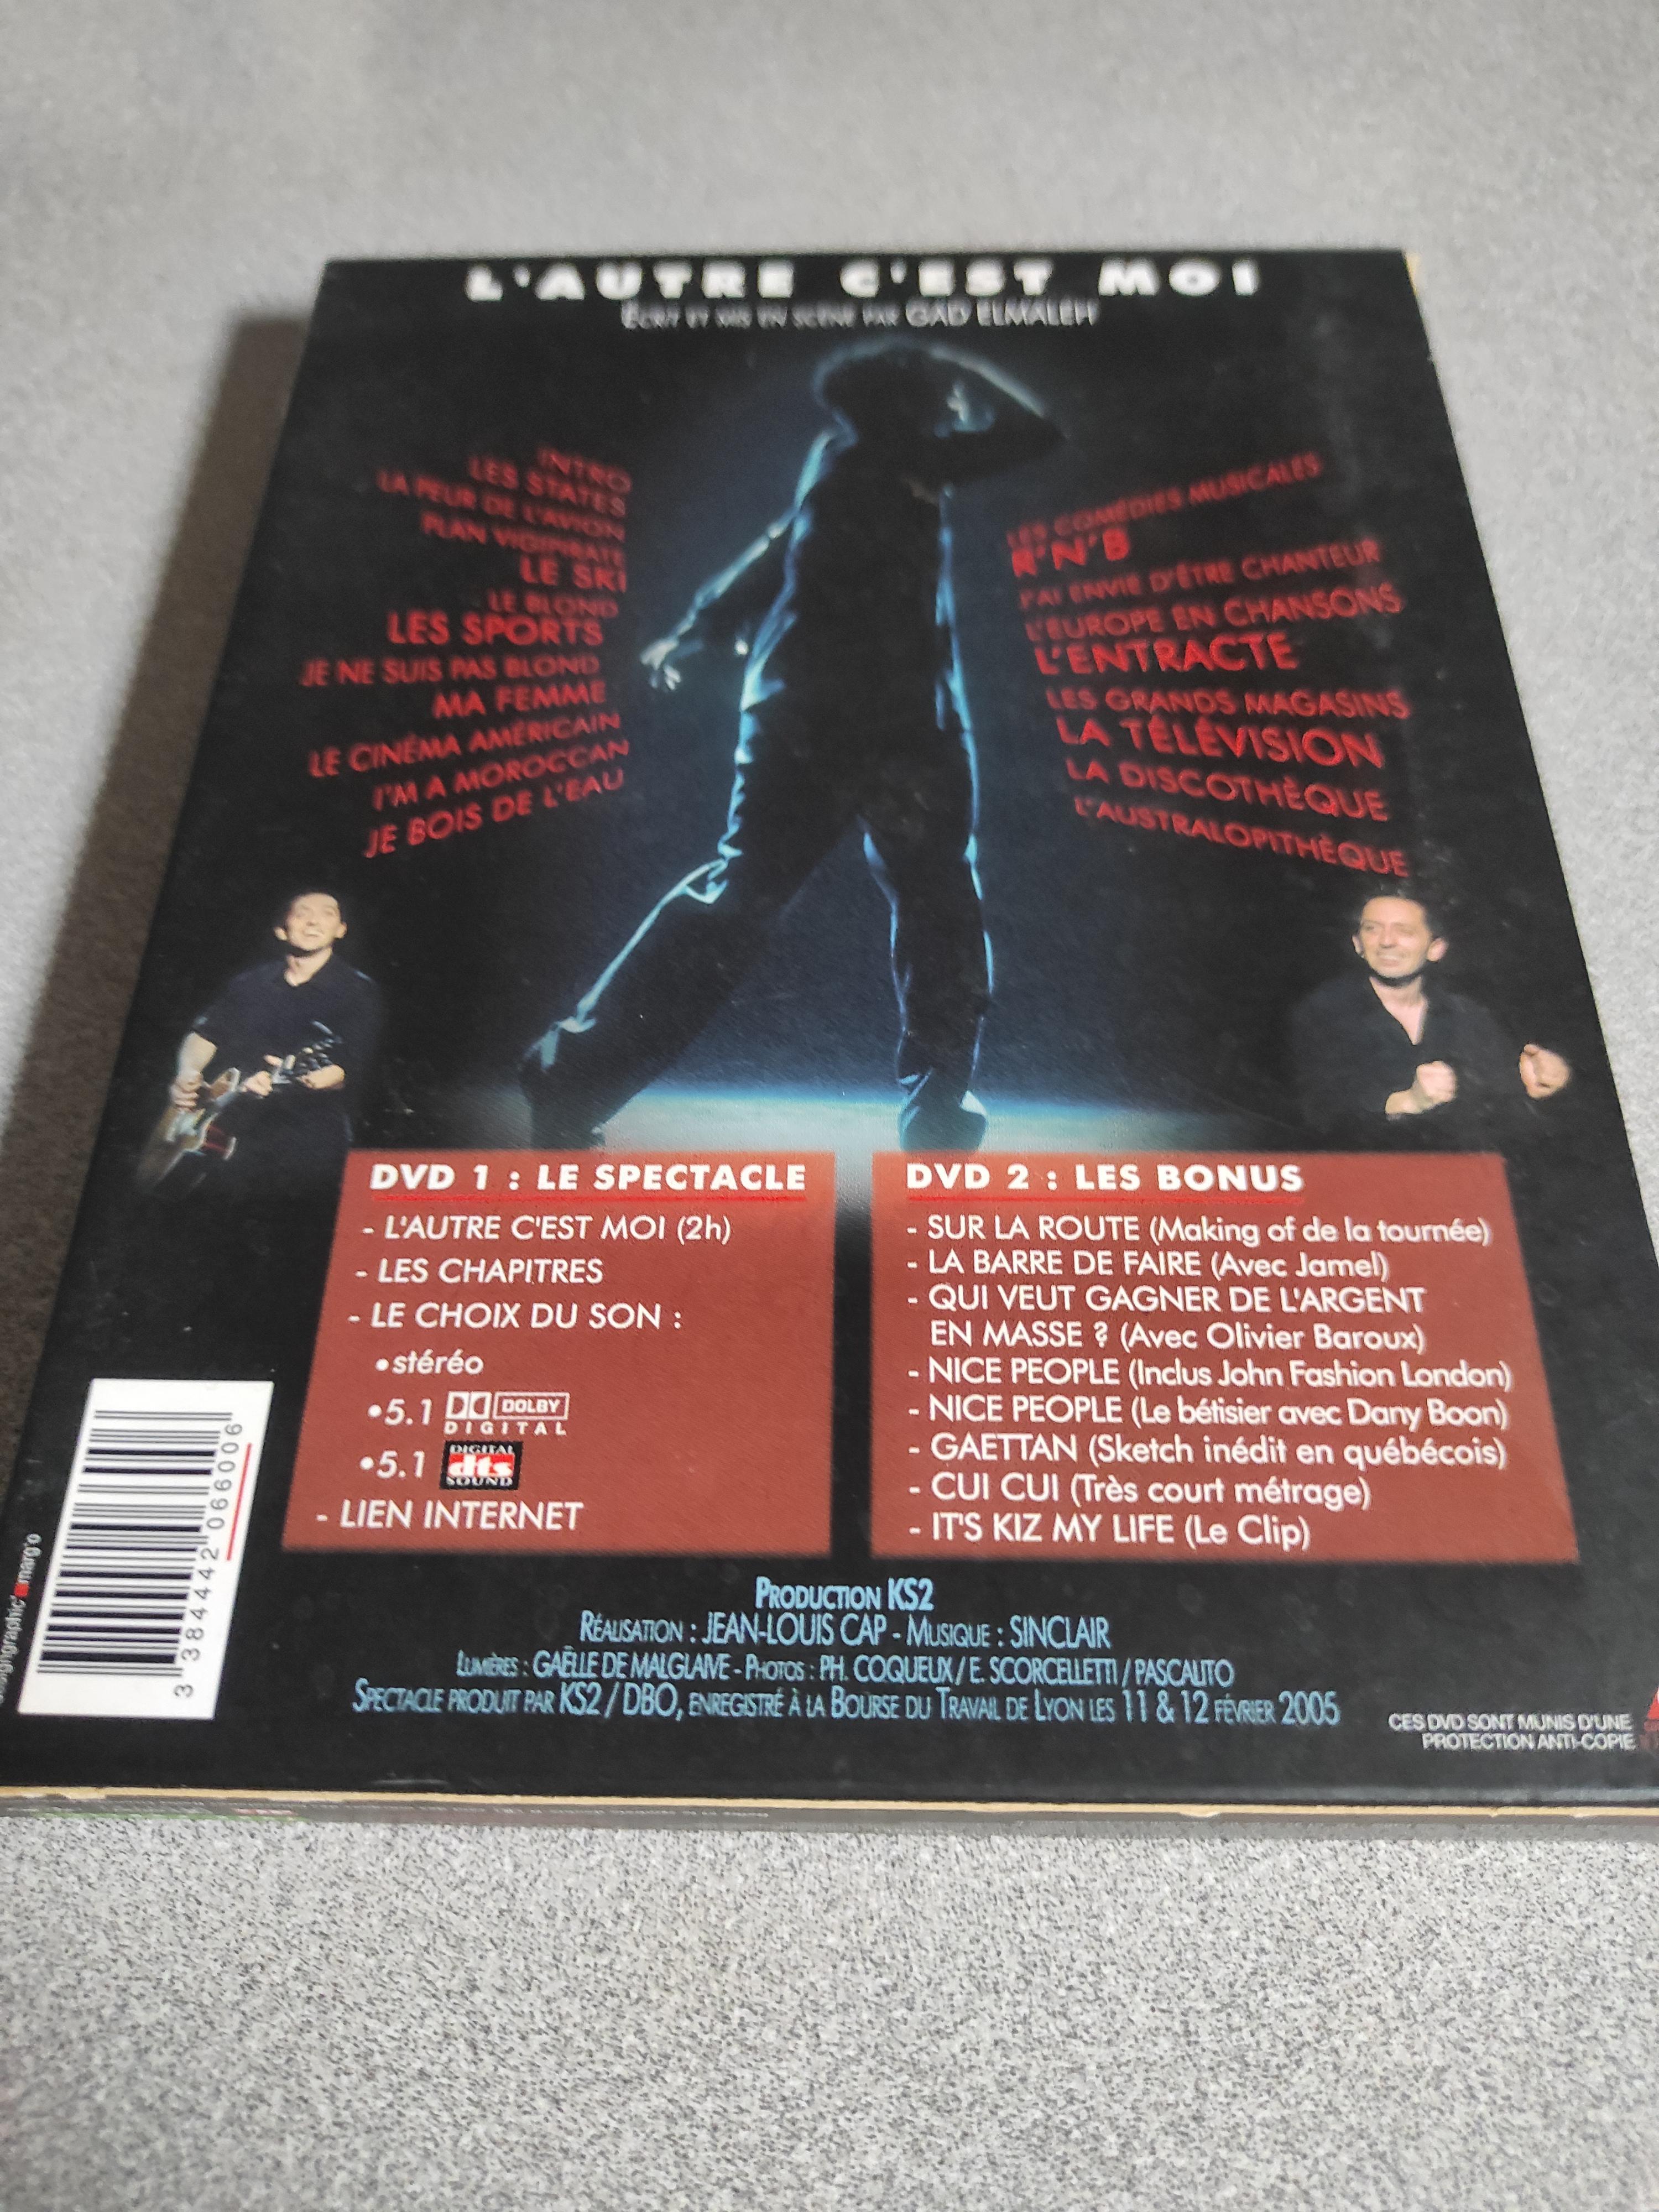 L'AUTRE C'EST MOI
ÉCRIT ET MIS EN SCÈNE PAR GAD ELMALEH
INTRO
LES STATES
LA PEUR DE L'AVION
PLAN VIGIPIRATE
LE SKI
LE BLOND
LES SPORTS
JE NE SUIS PAS BLOND
MA FEMME
LE CINÉMA AMÉRICAIN
I'M A MOROCCAN
JE BOIS DE L'EAU
LES COMÉDIES MUSICALES
R'N'B
J'AI ENVIE D'ÊTRE CHANTEUR
L'EUROPE EN CHANSONS
L'ENTRACTE
LES GRANDS MAGASINS
LA TÉLÉVISION
LA DISCOTHÈQUE
L'AUSTRALOPITHÈQUE
DVD 1 : LE SPECTACLE
- L'AUTRE C'EST MOI (2h)
- LES CHAPITRES
- LE CHOIX DU SON :
•stéréo
•5.1 DOLBY
DIGITAL
•5.1 DIGITAL
dts
SOUND
- LIEN INTERNET
DVD 2 : LES BONUS
- SUR LA ROUTE (Making of de la tournée)
- LA BARRE DE FAIRE (Avec Jamel)
- QUI VEUT GAGNER DE L'ARGENT
EN MASSE ? (Avec Olivier Baroux)
- NICE PEOPLE (Inclus John Fashion London)
- NICE PEOPLE (Le bétisier avec Dany Boon)
- GAETTAN (Sketch inédit en québécois)
- CUI CUI (Très court métrage)
- IT'S KIZ MY LIFE (Le Clip)
3 384442 066006
marg'o
PRODUCTION KS2
RÉALISATION : JEAN-LOUIS CAP - MUSIQUE : SINCLAIR
LUMIÈRES : GAËLLE DE MALGLAIVE - PHOTOS : PH. COQUEUX / E. SCORCELLETTI / PASCALITO
SPECTACLE PRODUIT PAR KS2 / DBO, ENREGISTRÉ À LA BOURSE DU TRAVAIL DE LYON LES 11 & 12 FÉVRIER 2005
CES DVD SONT MUNIS D'UNE
PROTECTION ANTI-COPIE